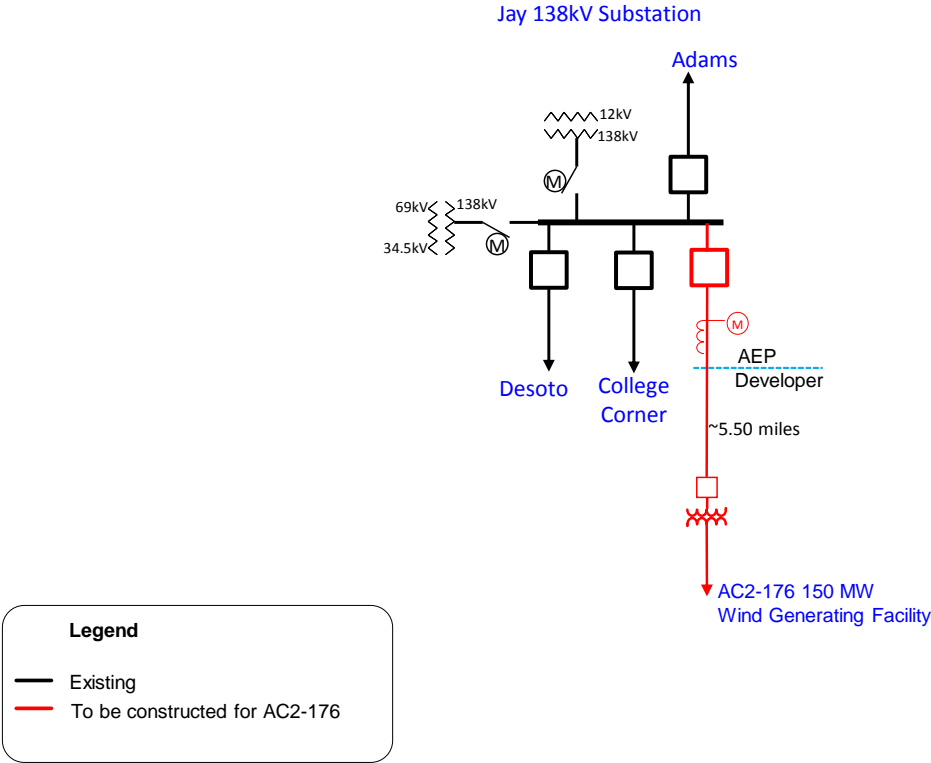 Jay 138kV Substation
Adams
12kV
138kV
M
69kV
138kV
34.5kV
M
M
AEP
Developer
Desoto
College
Corner
~5.50 miles
AC2-176 150 MW
Wind Generating Facility
Legend
Existing
To be constructed for AC2-176